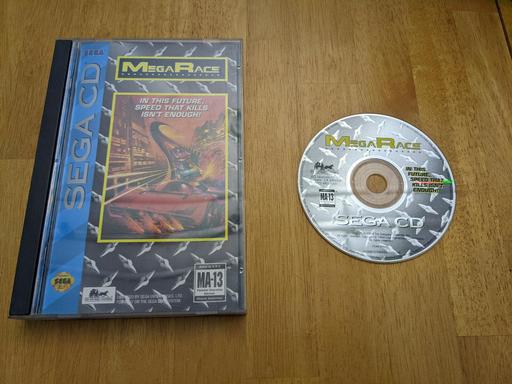 SEGA
SEGA CD
MEGARACE
IN THIS FUTURE,
SPEED THAT KILLS
ISN'T ENOUGH!
MA-13
SEGA
MEGARACE
IN THIS
FUTURE,
SPEED THAT
KILLS ISN'T
ENOUGH!
MA-13
SEGA CD